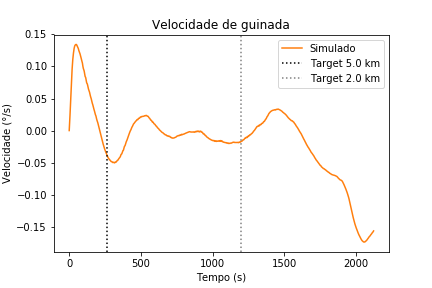 Velocidade de guinada
Velocidade (°/s)
0.15
0.10
0.05
0.00
−0.05
−0.10
−0.15
Simulado
Target 5.0 km
Target 2.0 km
0
500
1000
1500
2000
Tempo (s)